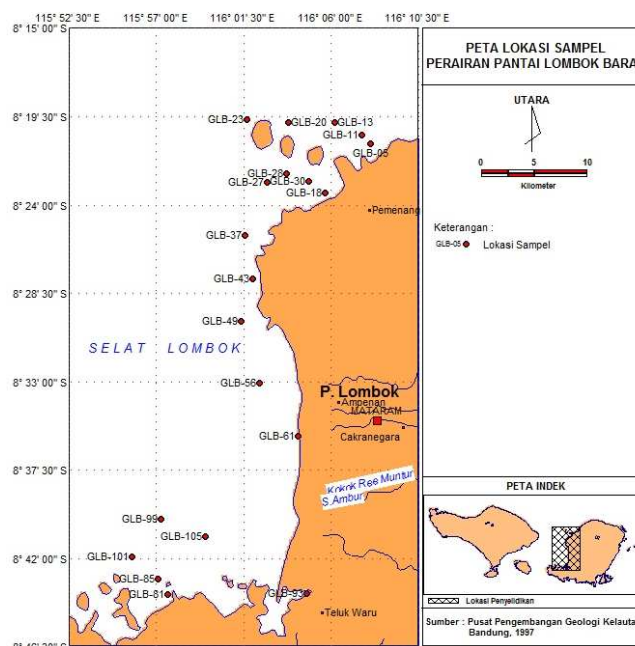 115° 52' 30" E 115° 57' 00" E 116° 01' 30" E 116° 06' 00" E 116° 10' 30" E
8° 15' 00" S
8° 19' 30" S
8° 24' 00" S
8° 28' 30" S
8° 33' 00" S
8° 37' 30" S
8° 42' 00" S
GLB-23
GLB-20
GLB-13
GLB-11
GLB-05
GLB-28
GLB-27
GLB-30
GLB-18
Pemenang
GLB-37
GLB-43
GLB-49
SELAT LOMBOK
GLB-56
P. Lombok
Ampenan
MATARAM
GLB-61
Cakranegara
Kokok Ree Muntur
S.Ambur
GLB-99
GLB-105
GLB-101
GLB-85
GLB-81
GLB-93
Teluk Waru
PETA LOKASI SAMPEL
PERAIRAN PANTAI LOMBOK BARA
UTARA
0 5 10
Kilometer
Keterangan :
GLB-05 Lokasi Sampel
PETA INDEK
Lokasi Penyelidikan
Sumber : Pusat Pengembangan Geologi Kelauta
Bandung, 1997